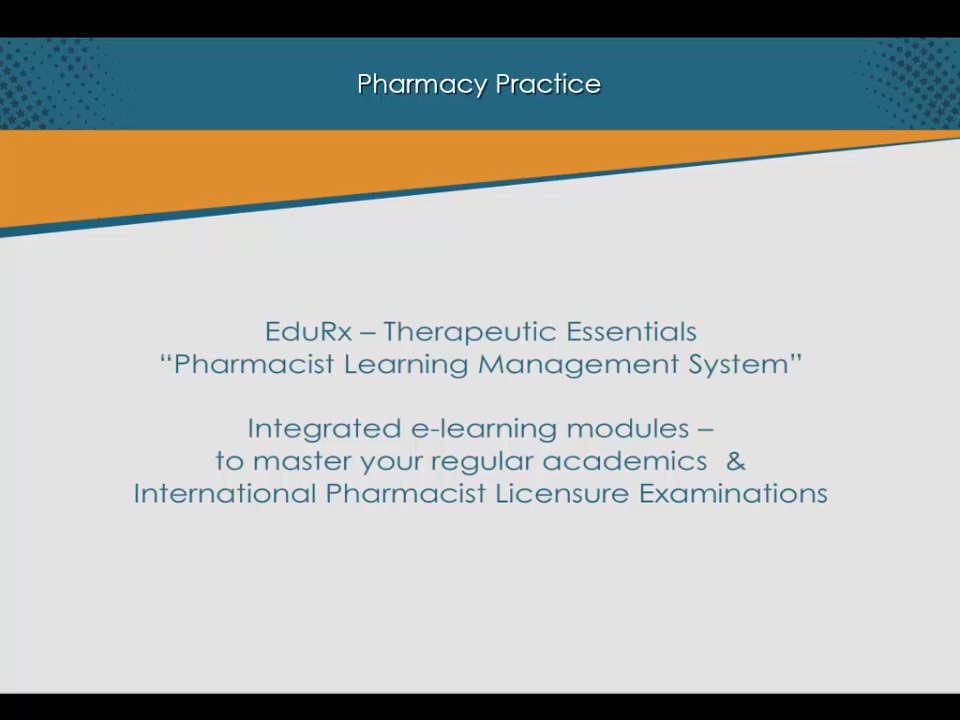 Pharmacy Practice
EduRx – Therapeutic Essentials
“Pharmacist Learning Management System”
Integrated e-learning modules –
to master your regular academics &
International Pharmacist Licensure Examinations